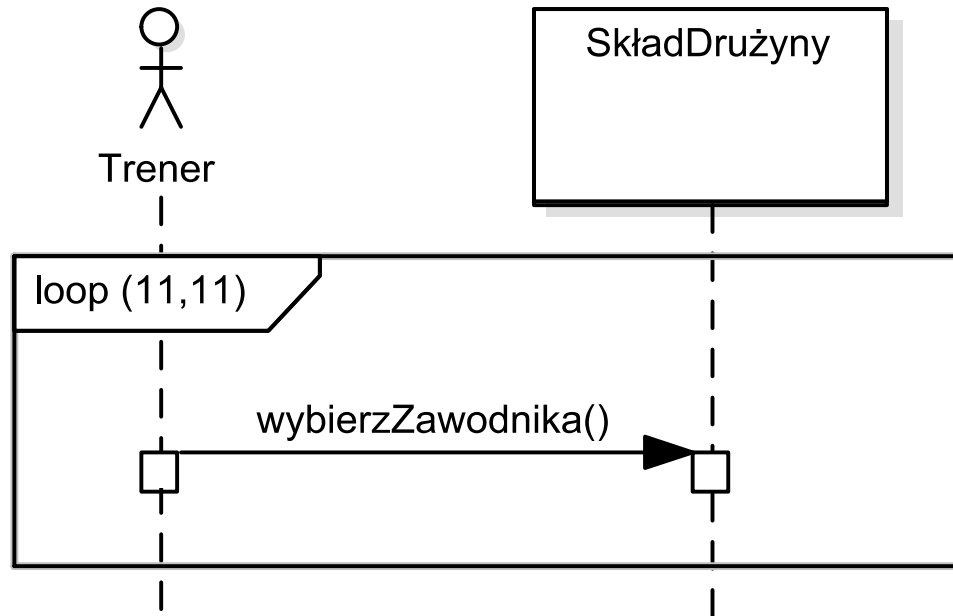 SkładDrużyny
Trener
loop (11,11)
wybierzZawodnika()